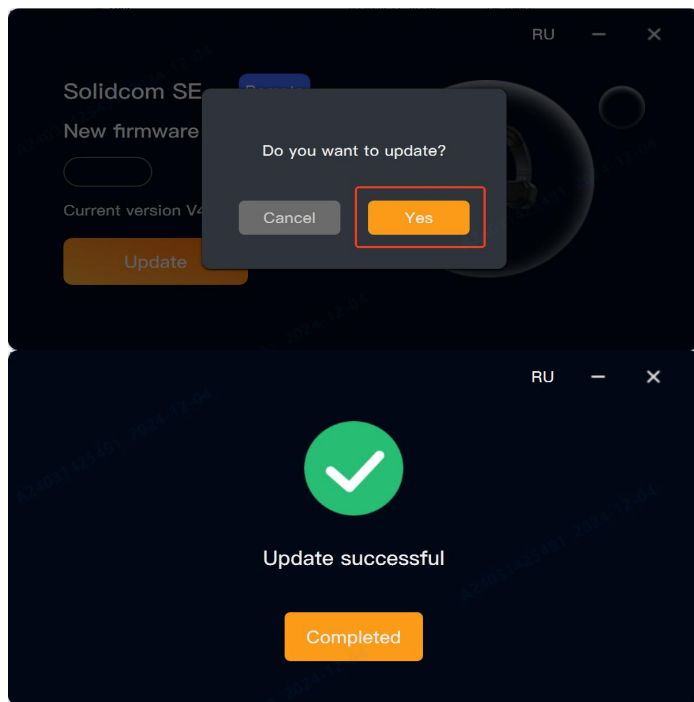 RU
Solidcom SE
New firmware
Do you want to update?
Current version V4
Cancel
Yes
Update
RU
Update successful
Completed